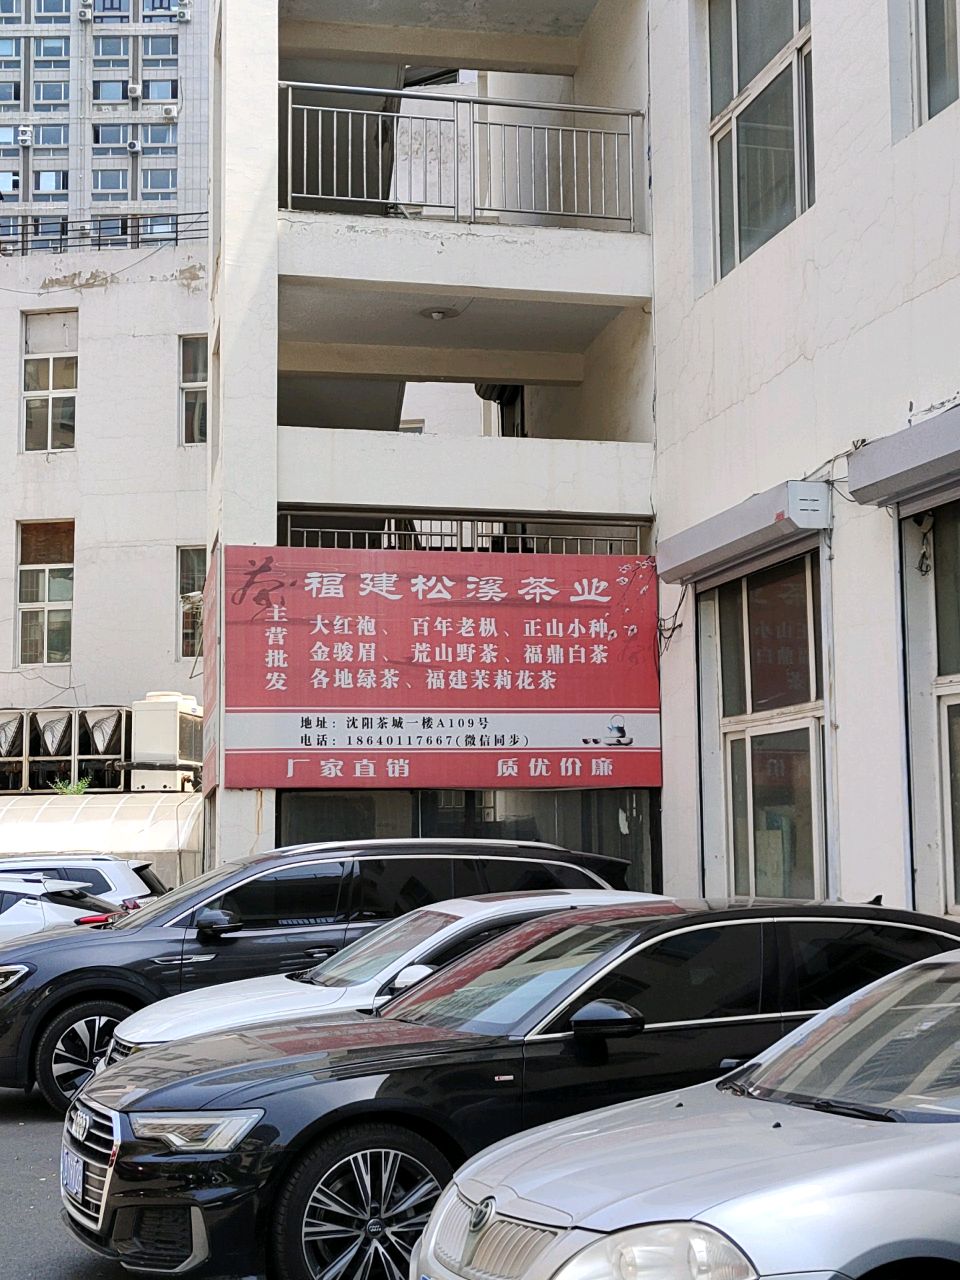 茶
福建松溪茶业
主营批发
大红袍、百年老枞、正山小种、
金骏眉、荒山野茶、福鼎白茶
各地绿茶、福建茉莉花茶
地址：沈阳茶城一楼A109号
电话：18640117667(微信同步)
厂家直销 质优价廉